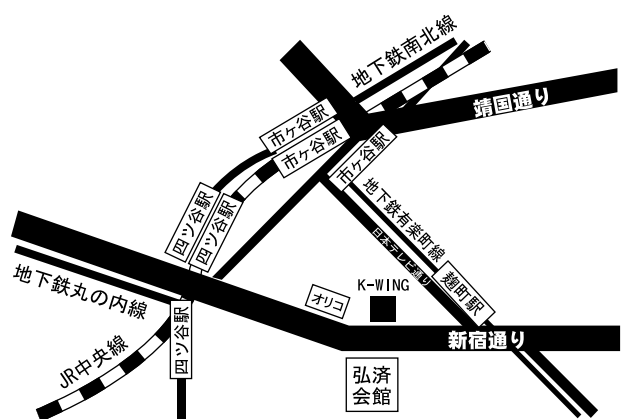 地下鉄南北線
靖国通り
市ヶ谷駅
市ヶ谷駅
市ヶ谷駅
四ツ谷駅
四ツ谷駅
地下鉄有楽町線
日本テレビ通り
麹町駅
地下鉄丸の内線
K-WING
オリコ
四ツ谷駅
新宿通り
JR中央線
弘済
会館